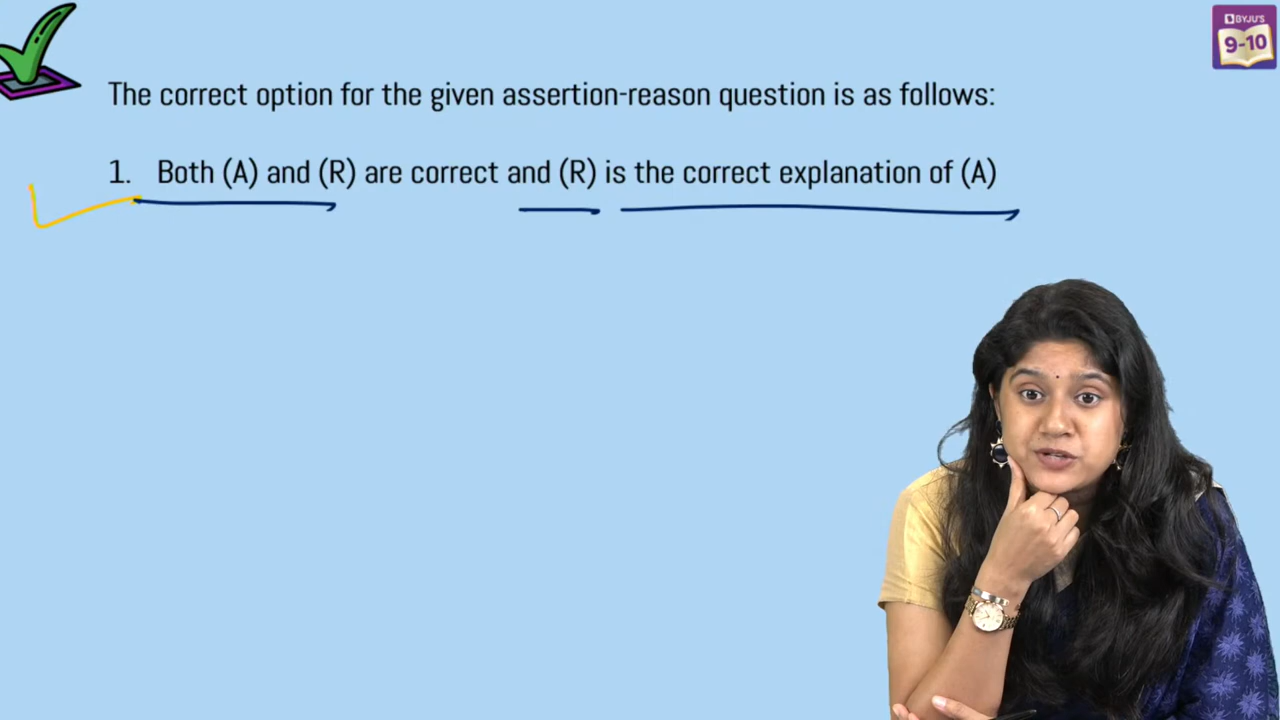 BYJU'S
9-10
The correct option for the given assertion-reason question is as follows:
1. Both (A) and (R) are correct and (R) is the correct explanation of (A)